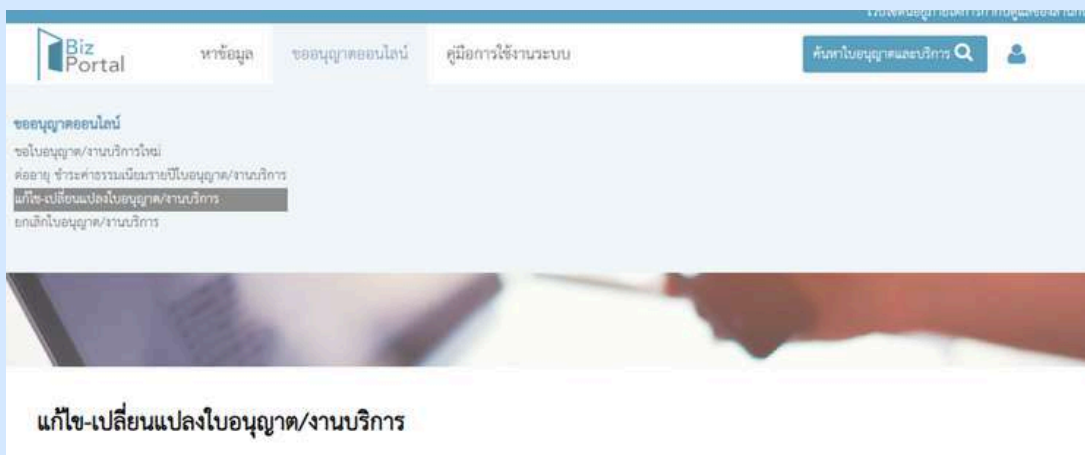 Biz
Portal
หาข้อมูล
ขออนุญาตออนไลน์
คู่มือการใช้งานระบบ
ค้นหาใบอนุญาตและบริการ
ขออนุญาตออนไลน์
ขอใบอนุญาต/งานบริการใหม่
ต่ออายุ ชำระค่าธรรมเนียมรายปีใบอนุญาต/งานบริการ
แก้ไข-เปลี่ยนแปลงใบอนุญาต/งานบริการ
ยกเลิกใบอนุญาต/งานบริการ
แก้ไข-เปลี่ยนแปลงใบอนุญาต/งานบริการ